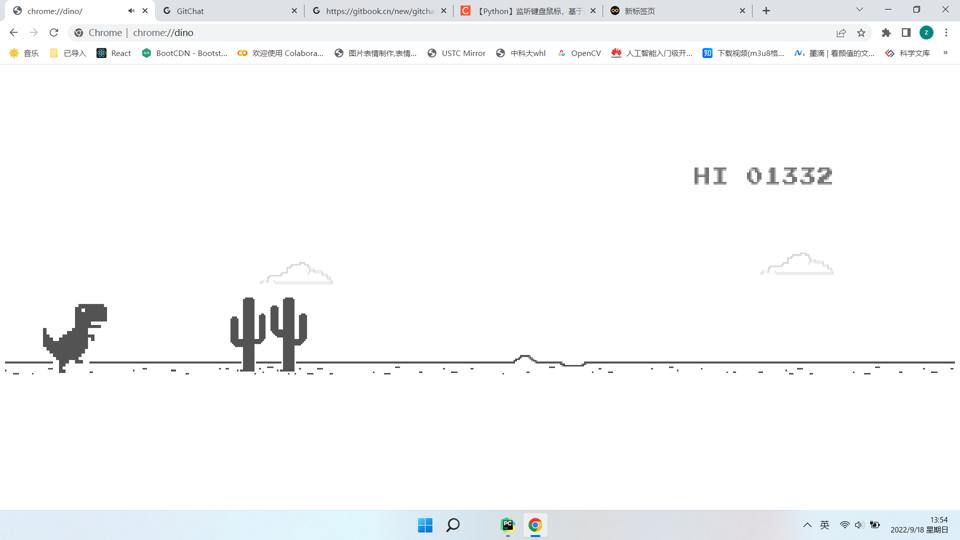 chrome://dino/
GitChat
https://gitbook.cn/new/gitcha
【Python】监听键盘鼠标，基于
新标签页
Chrome | chrome://dino
Z
音乐
已导入
React
BootCDN - Bootst...
欢迎使用 Colabora...
图片表情制作,表情...
USTC Mirror
中科大whl
OpenCV
人工智能入门极开...
下载视频(m3u8格...
墨滴 | 看颜值的文...
科学文库
»
HI 01332
PC
英
13:54
2022/9/18 星期日